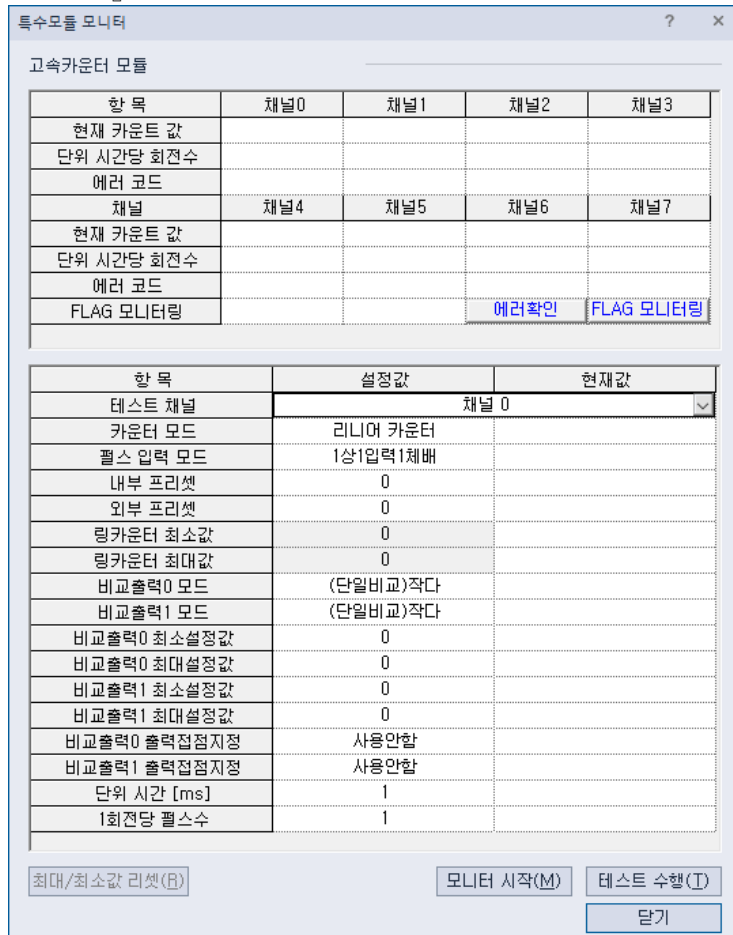 특수모듈 모니터 ? ×
고속카운터 모듈
항 목 채널0 채널1 채널2 채널3
현재 카운트 값
단위 시간당 회전수
에러 코드
채널 채널4 채널5 채널6 채널7
현재 카운트 값
단위 시간당 회전수
에러 코드
FLAG 모니터링 에러확인 FLAG 모니터링
항 목 설정값 현재값
테스트 채널 채널 0
카운터 모드 리니어 카운터
펄스 입력 모드 1상1입력1체배
내부 프리셋 0
외부 프리셋 0
링카운터 최소값 0
링카운터 최대값 0
비교출력0 모드 (단일비교)작다
비교출력1 모드 (단일비교)작다
비교출력0 최소설정값 0
비교출력0 최대설정값 0
비교출력1 최소설정값 0
비교출력1 최대설정값 0
비교출력0 출력접점지정 사용안함
비교출력1 출력접점지정 사용안함
단위 시간 [ms] 1
1회전당 펄스수 1
최대/최소값 리셋(R) 모니터 시작(M) 테스트 수행(T)
닫기